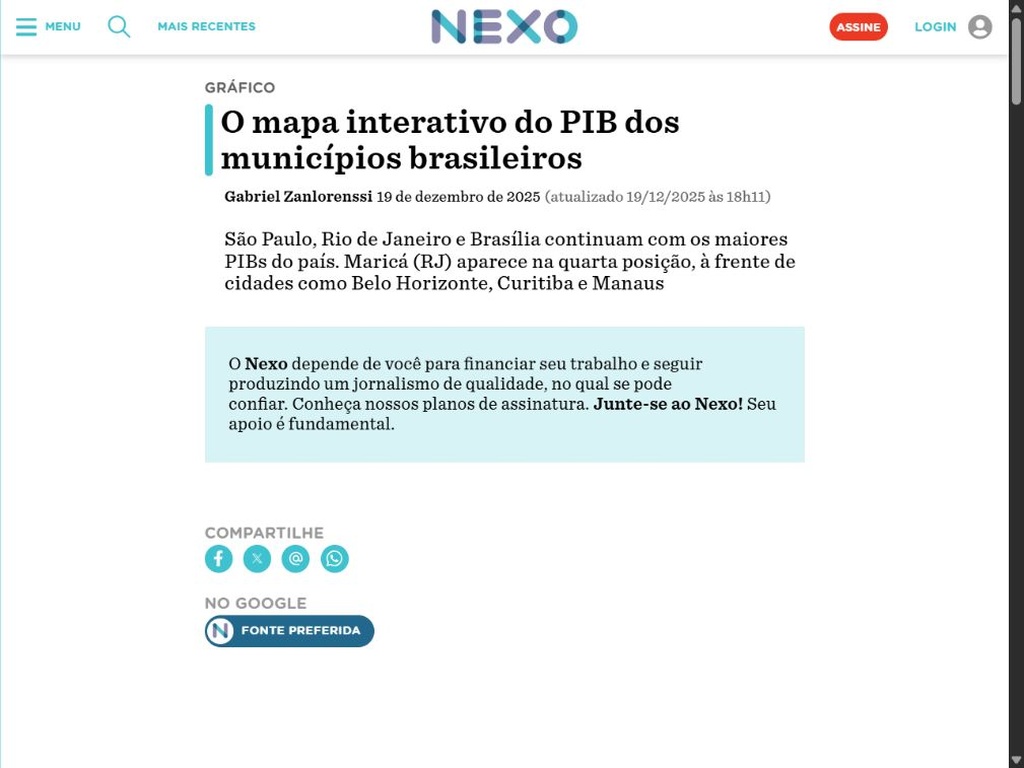 MENU
MAIS RECENTES
NEXO
ASSINE
LOGIN
GRÁFICO
O mapa interativo do PIB dos
municípios brasileiros
Gabriel Zanlorenssi 19 de dezembro de 2025 (atualizado 19/12/2025 às 18h11)
São Paulo, Rio de Janeiro e Brasília continuam com os maiores
PIBs do país. Maricá (RJ) aparece na quarta posição, à frente de
cidades como Belo Horizonte, Curitiba e Manaus
O Nexo depende de você para financiar seu trabalho e seguir
produzindo um jornalismo de qualidade, no qual se pode
confiar. Conheça nossos planos de assinatura. Junte-se ao Nexo! Seu
apoio é fundamental.
COMPARTILHE
NO GOOGLE
N FONTE PREFERIDA